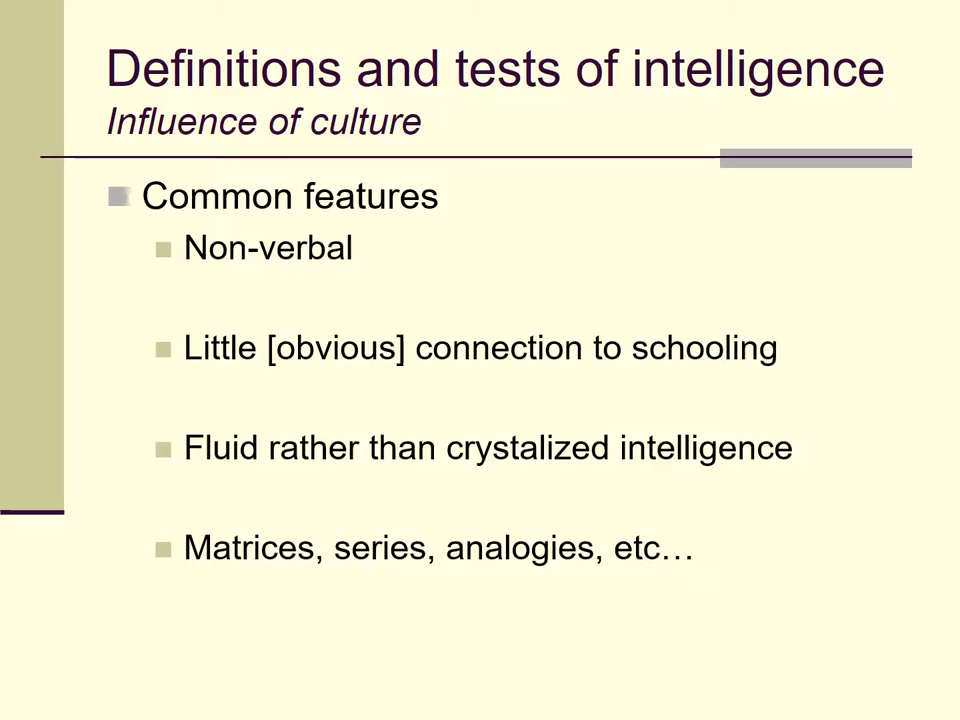 Definitions and tests of intelligence
Influence of culture
Common features
Non-verbal
Little [obvious] connection to schooling
Fluid rather than crystalized intelligence
Matrices, series, analogies, etc…